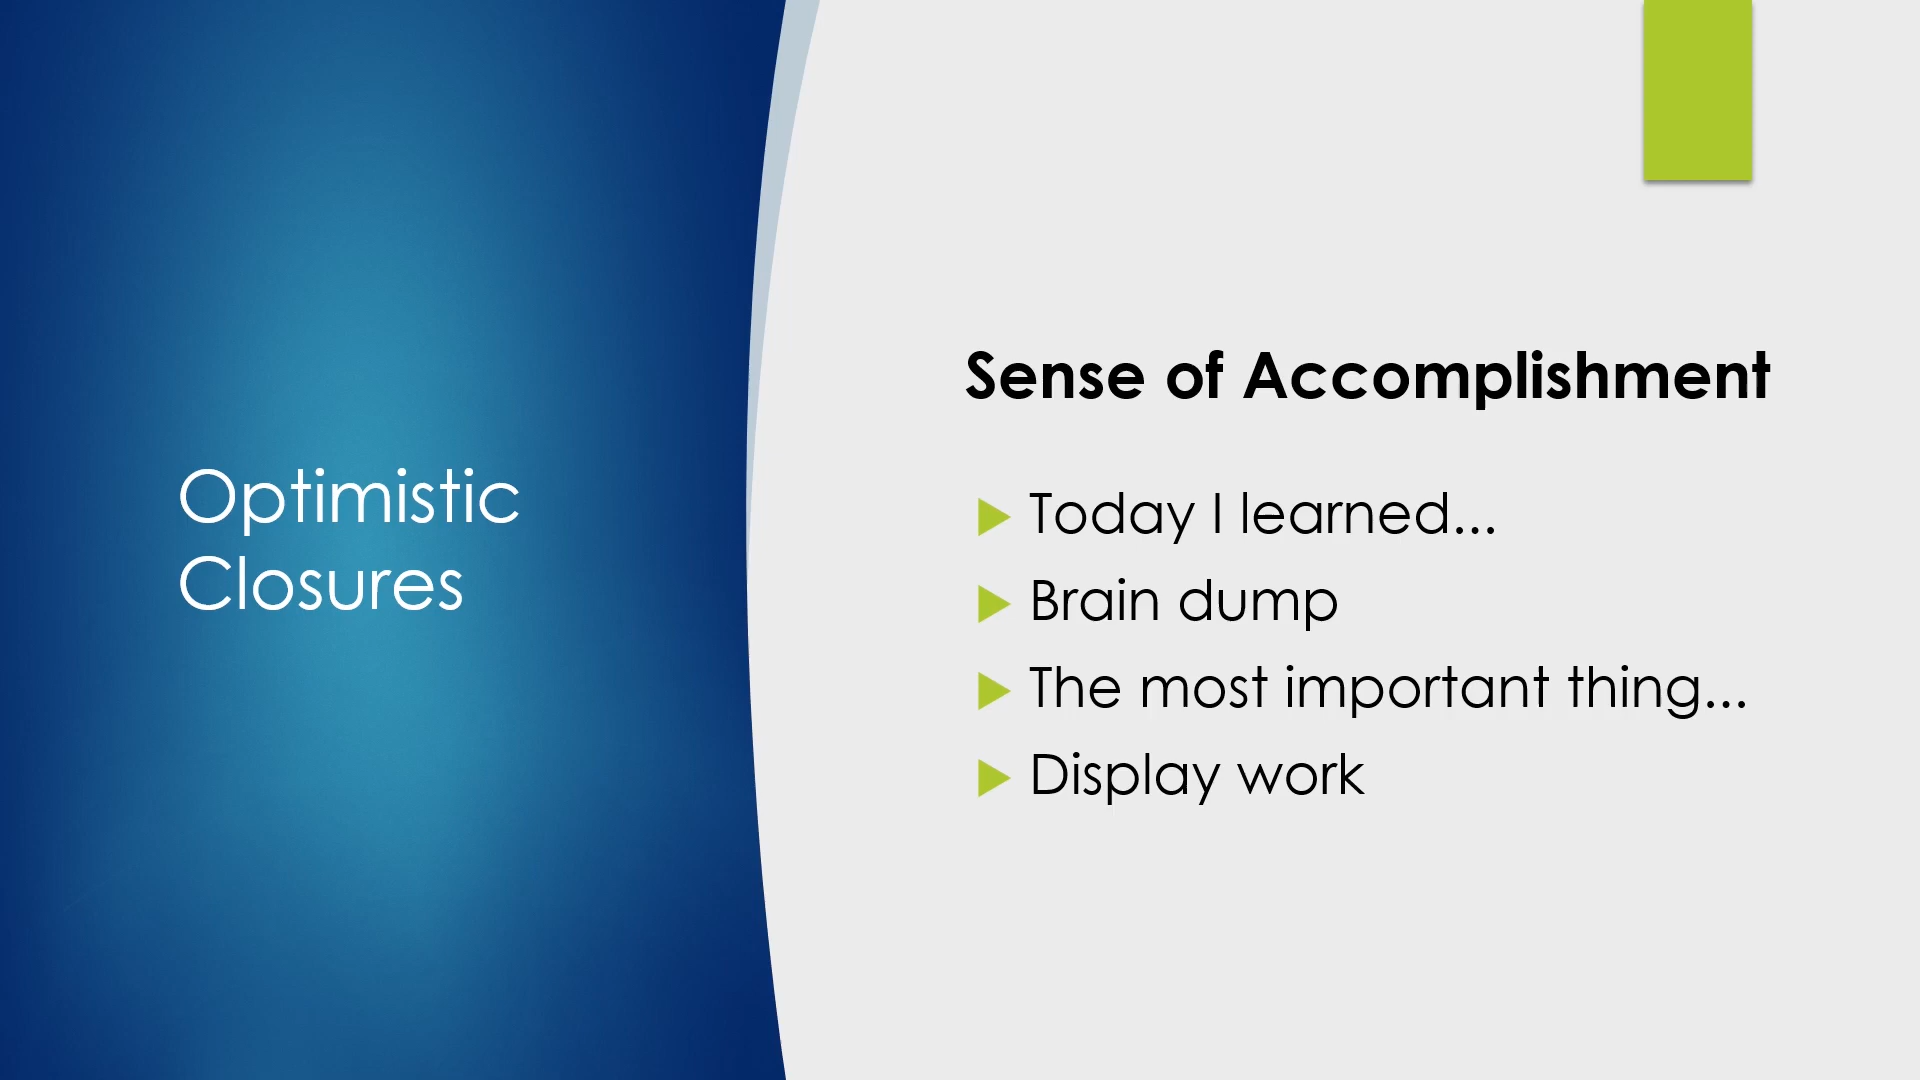 Optimistic
Closures
Sense of Accomplishment
Today I learned...
Brain dump
The most important thing...
Display work